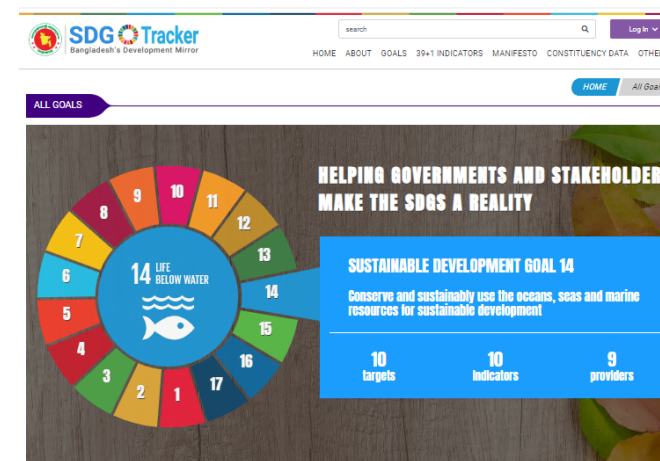 SDG Tracker
Bangladesh's Development Mirror
search
Log In
HOME ABOUT GOALS 39+1 INDICATORS MANIFESTO CONSTITUENCY DATA OTHE
HOME All Goal
ALL GOALS
HELPING GOVERNMENTS AND STAKEHOLDER
MAKE THE SDGS A REALITY
1
2
3
4
5
6
7
8
9
10
11
12
13
14
15
16
17
14 LIFE
BELOW WATER
SUSTAINABLE DEVELOPMENT GOAL 14
Conserve and sustainably use the oceans, seas and marine
resources for sustainable development
10 10 9
targets Indicators providers